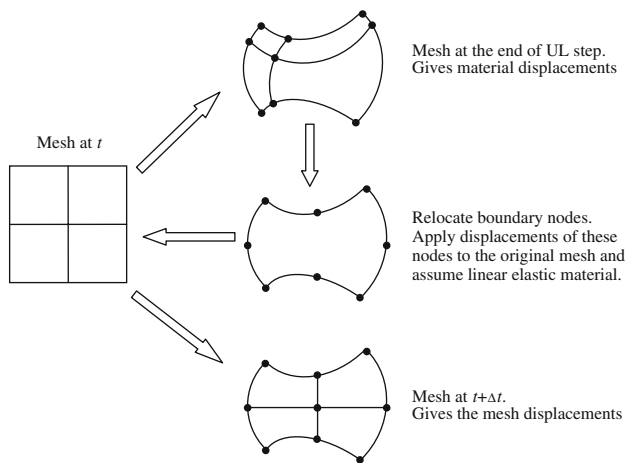 Mesh at the end of UL step.
Gives material displacements
Mesh at t
Relocate boundary nodes.
Apply displacements of these
nodes to the original mesh and
assume linear elastic material.
Mesh at t+Δt.
Gives the mesh displacements